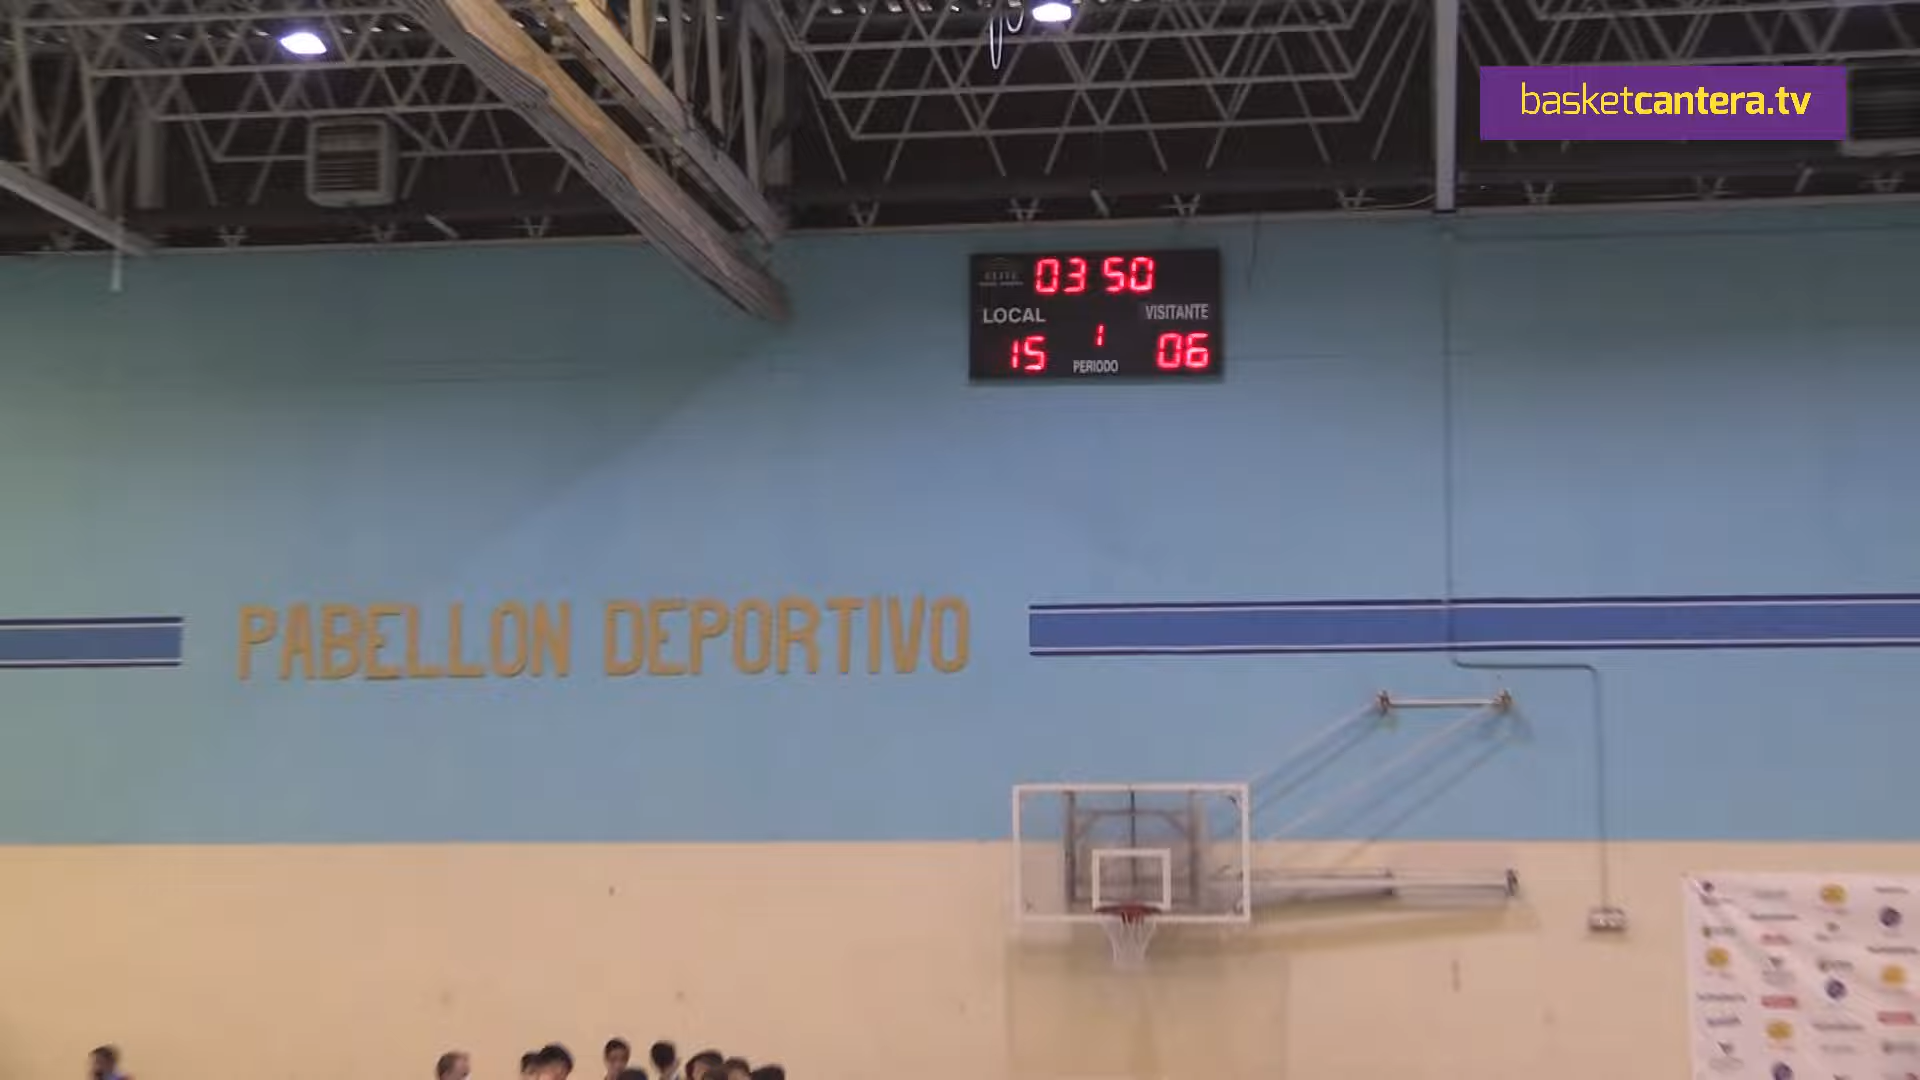 basketcantera.tv
03 50
LOCAL
VISITANTE
15
1
06
PERIODO
PABELLON DEPORTIVO